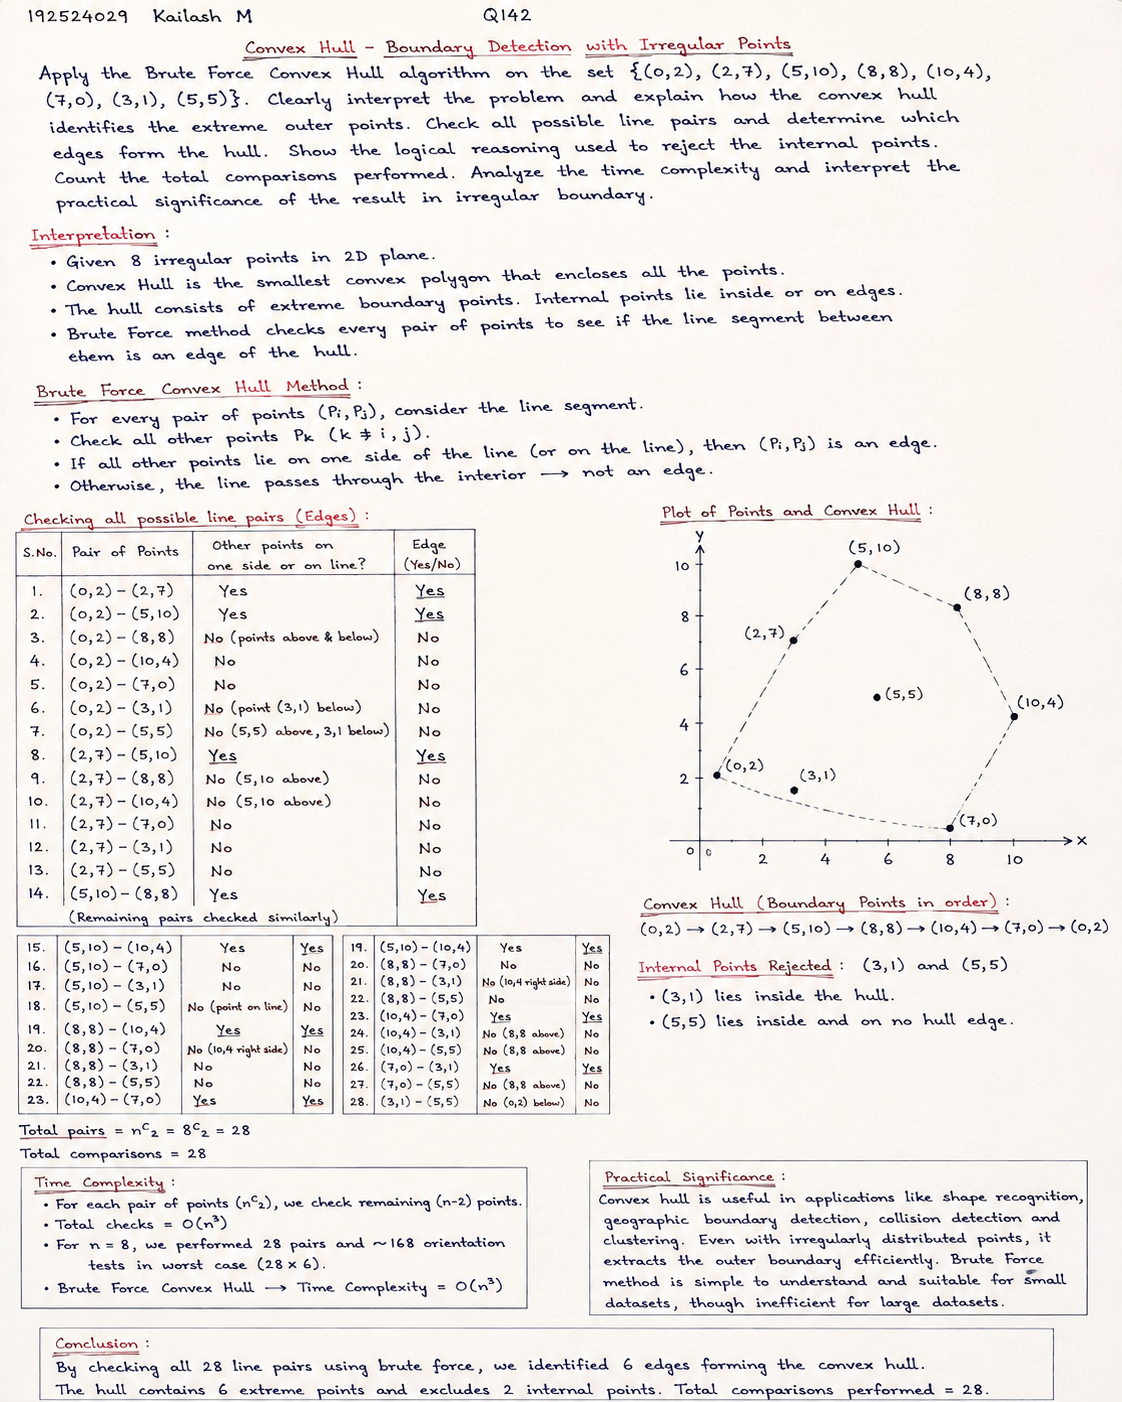 192524029 Kailash M Q142
Convex Hull – Boundary Detection with Irregular Points
Apply the Brute Force Convex Hull algorithm on the set {(0,2), (2,7), (5,10), (8,8), (10,4),
(7,0), (3,1), (5,5)}. Clearly interpret the problem and explain how the convex hull
identifies the extreme outer points. Check all possible line pairs and determine which
edges form the hull. Show the logical reasoning used to reject the internal points.
Count the total comparisons performed. Analyze the time complexity and interpret the
practical significance of the result in irregular boundary.
Interpretation :
• Given 8 irregular points in 2D plane.
• Convex Hull is the smallest convex polygon that encloses all the points.
• The hull consists of extreme boundary points. Internal points lie inside or on edges.
• Brute Force method checks every pair of points to see if the line segment between
ehem is an edge of the hull.
Brute Force Convex Hull Method :
• For every pair of points (Pi,Pj), consider the line segment.
• Check all other points Pk (k ≠ i, j).
• If all other points lie on one side of the line (or on the line), then (Pi,Pj) is an edge.
• Otherwise, the line passes through the interior → not an edge.
Checking all possible line pairs (Edges) :
S.No. Pair of Points Other points on one side or on line? Edge (Yes/No)
1. (0,2) – (2,7) Yes Yes
2. (0,2) – (5,10) Yes Yes
3. (0,2) – (8,8) No (points above & below) No
4. (0,2) – (10,4) No No
5. (0,2) – (7,0) No No
6. (0,2) – (3,1) No (point (3,1) below) No
7. (0,2) – (5,5) No (5,5) above, 3,1 below) No
8. (2,7) – (5,10) Yes Yes
9. (2,7) – (8,8) No (5,10 above) No
10. (2,7) – (10,4) No (5,10 above) No
11. (2,7) – (7,0) No No
12. (2,7) – (3,1) No No
13. (2,7) – (5,5) No No
14. (5,10) – (8,8) Yes Yes
(Remaining pairs checked similarly)
15. (5,10) – (10,4) Yes Yes
16. (5,10) – (7,0) No No
17. (5,10) – (3,1) No No
18. (5,10) – (5,5) No (point on line) No
19. (8,8) – (10,4) Yes Yes
20. (8,8) – (7,0) No (10,4 right side) No
21. (8,8) – (3,1) No No
22. (8,8) – (5,5) No No
23. (10,4) – (7,0) Yes Yes
19. (5,10) – (10,4) Yes Yes
20. (8,8) – (7,0) No No
21. (8,8) – (3,1) No (10,4 right side) No
22. (8,8) – (5,5) No No
23. (10,4) – (7,0) Yes Yes
24. (10,4) – (3,1) No (8,8 above) No
25. (10,4) – (5,5) No (8,8 above) No
26. (7,0) – (3,1) Yes Yes
27. (7,0) – (5,5) No (8,8 above) No
28. (3,1) – (5,5) No (0,2) below) No
Plot of Points and Convex Hull :
y
(5,10)
10
(8,8)
8
(2,7)
6
(5,5)
(10,4)
4
(0,2)
2
(3,1)
(7,0)
0 0 2 4 6 8 10 x
Convex Hull (Boundary Points in order) :
(0,2) → (2,7) → (5,10) → (8,8) → (10,4) → (7,0) → (0,2)
Internal Points Rejected : (3,1) and (5,5)
• (3,1) lies inside the hull.
• (5,5) lies inside and on no hull edge.
Total pairs = nC2 = 8C2 = 28
Total comparisons = 28
Time Complexity :
• For each pair of points (nC2), we check remaining (n-2) points.
• Total checks = O(n³)
• For n = 8, we performed 28 pairs and ~168 orientation
tests in worst case (28 × 6).
• Brute Force Convex Hull → Time Complexity = O(n³)
Practical Significance :
Convex hull is useful in applications like shape recognition,
geographic boundary detection, collision detection and
clustering. Even with irregularly distributed points, it
extracts the outer boundary efficiently. Brute Force
method is simple to understand and suitable for small
datasets, though inefficient for large datasets.
Conclusion :
By checking all 28 line pairs using brute force, we identified 6 edges forming the convex hull.
The hull contains 6 extreme points and excludes 2 internal points. Total comparisons performed = 28.